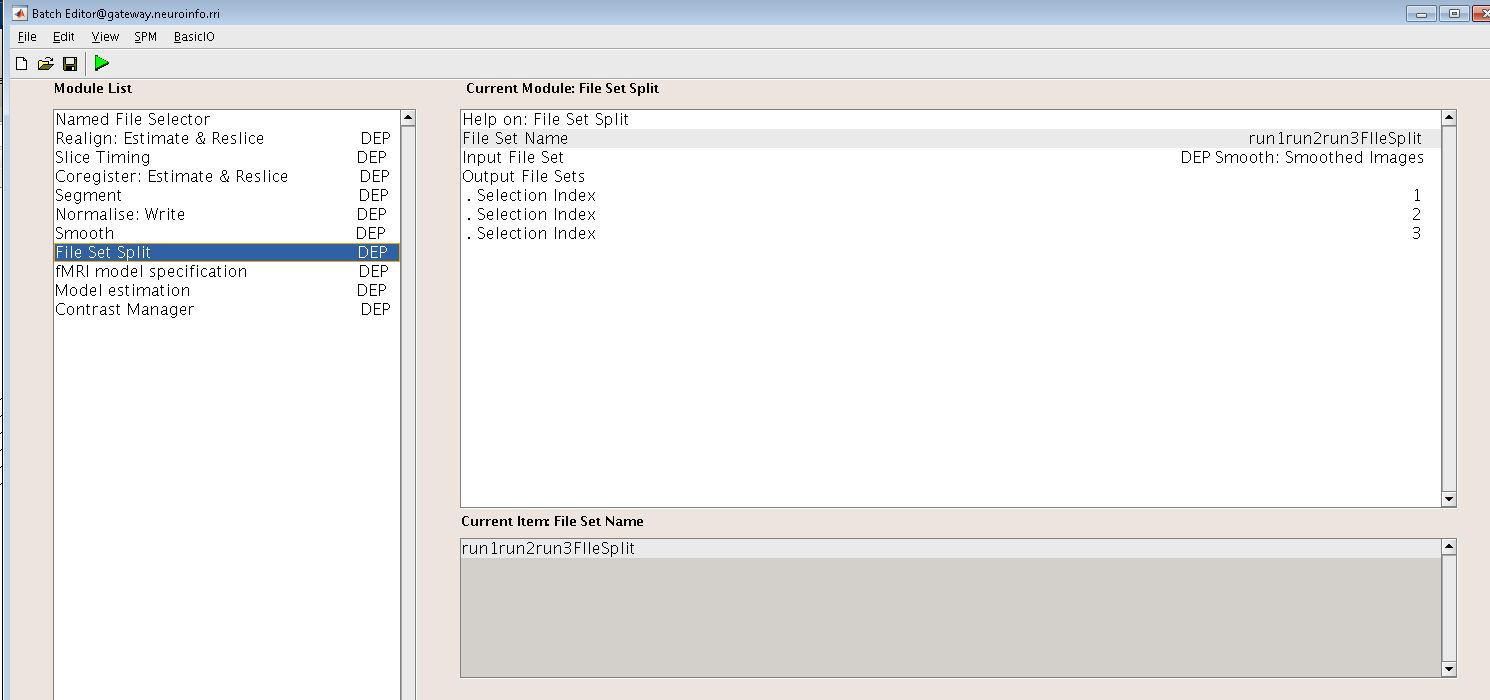 Batch Editor@gateway.neuroinfo.rri
File Edit View SPM BasicIO
Module List
Named File Selector
Realign: Estimate & Reslice DEP
Slice Timing DEP
Coregister: Estimate & Reslice DEP
Segment DEP
Normalise: Write DEP
Smooth DEP
File Set Split DEP
fMRI model specification DEP
Model estimation DEP
Contrast Manager DEP
Current Module: File Set Split
Help on: File Set Split
File Set Name run1run2run3FIleSplit
Input File Set DEP Smooth: Smoothed Images
Output File Sets
. Selection Index 1
. Selection Index 2
. Selection Index 3
Current Item: File Set Name
run1run2run3FIleSplit